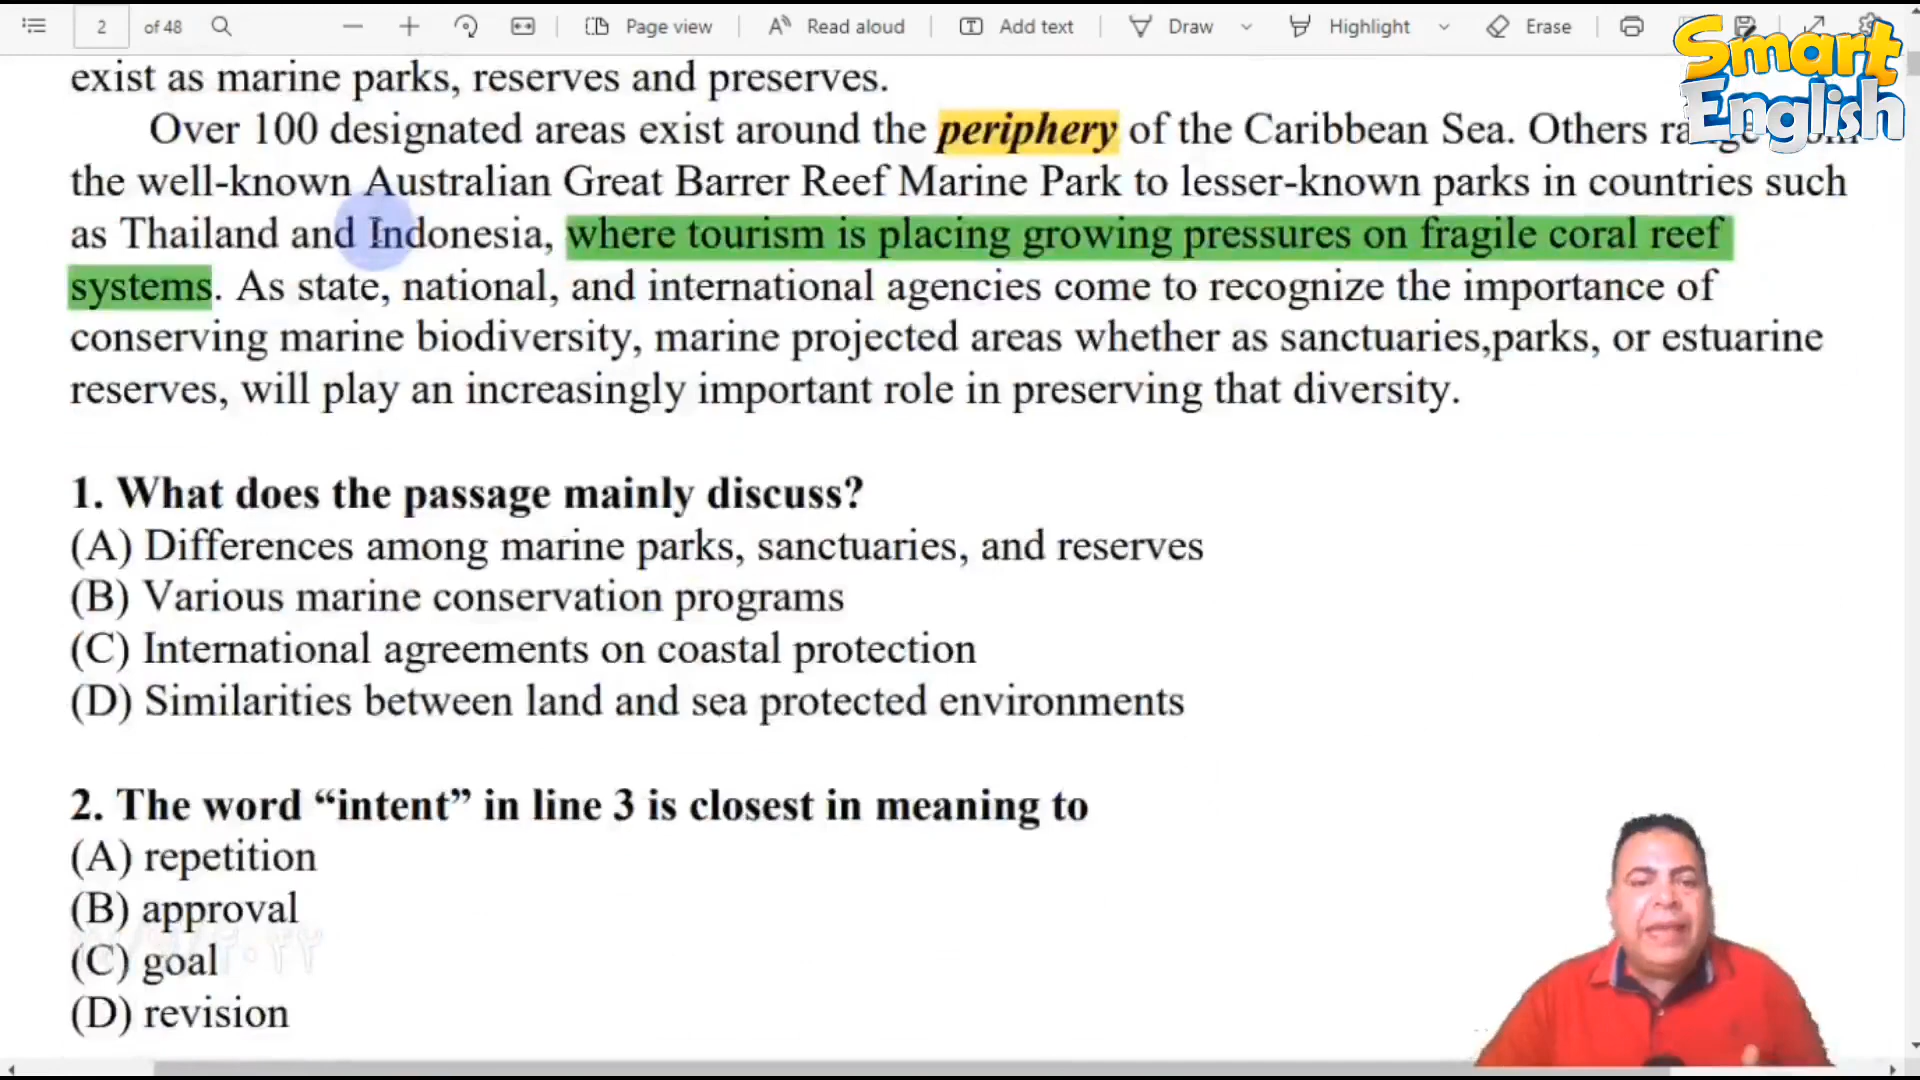 2 of 48 Page view Read aloud Add text Draw Highlight Erase
Smart
English
exist as marine parks, reserves and preserves.
Over 100 designated areas exist around the periphery of the Caribbean Sea. Others
the well-known Australian Great Barrer Reef Marine Park to lesser-known parks in countries such
as Thailand and Indonesia, where tourism is placing growing pressures on fragile coral reef
systems. As state, national, and international agencies come to recognize the importance of
conserving marine biodiversity, marine projected areas whether as sanctuaries,parks, or estuarine
reserves, will play an increasingly important role in preserving that diversity.
1. What does the passage mainly discuss?
(A) Differences among marine parks, sanctuaries, and reserves
(B) Various marine conservation programs
(C) International agreements on coastal protection
(D) Similarities between land and sea protected environments
2. The word “intent” in line 3 is closest in meaning to
(A) repetition
(B) approval
(C) goal
(D) revision